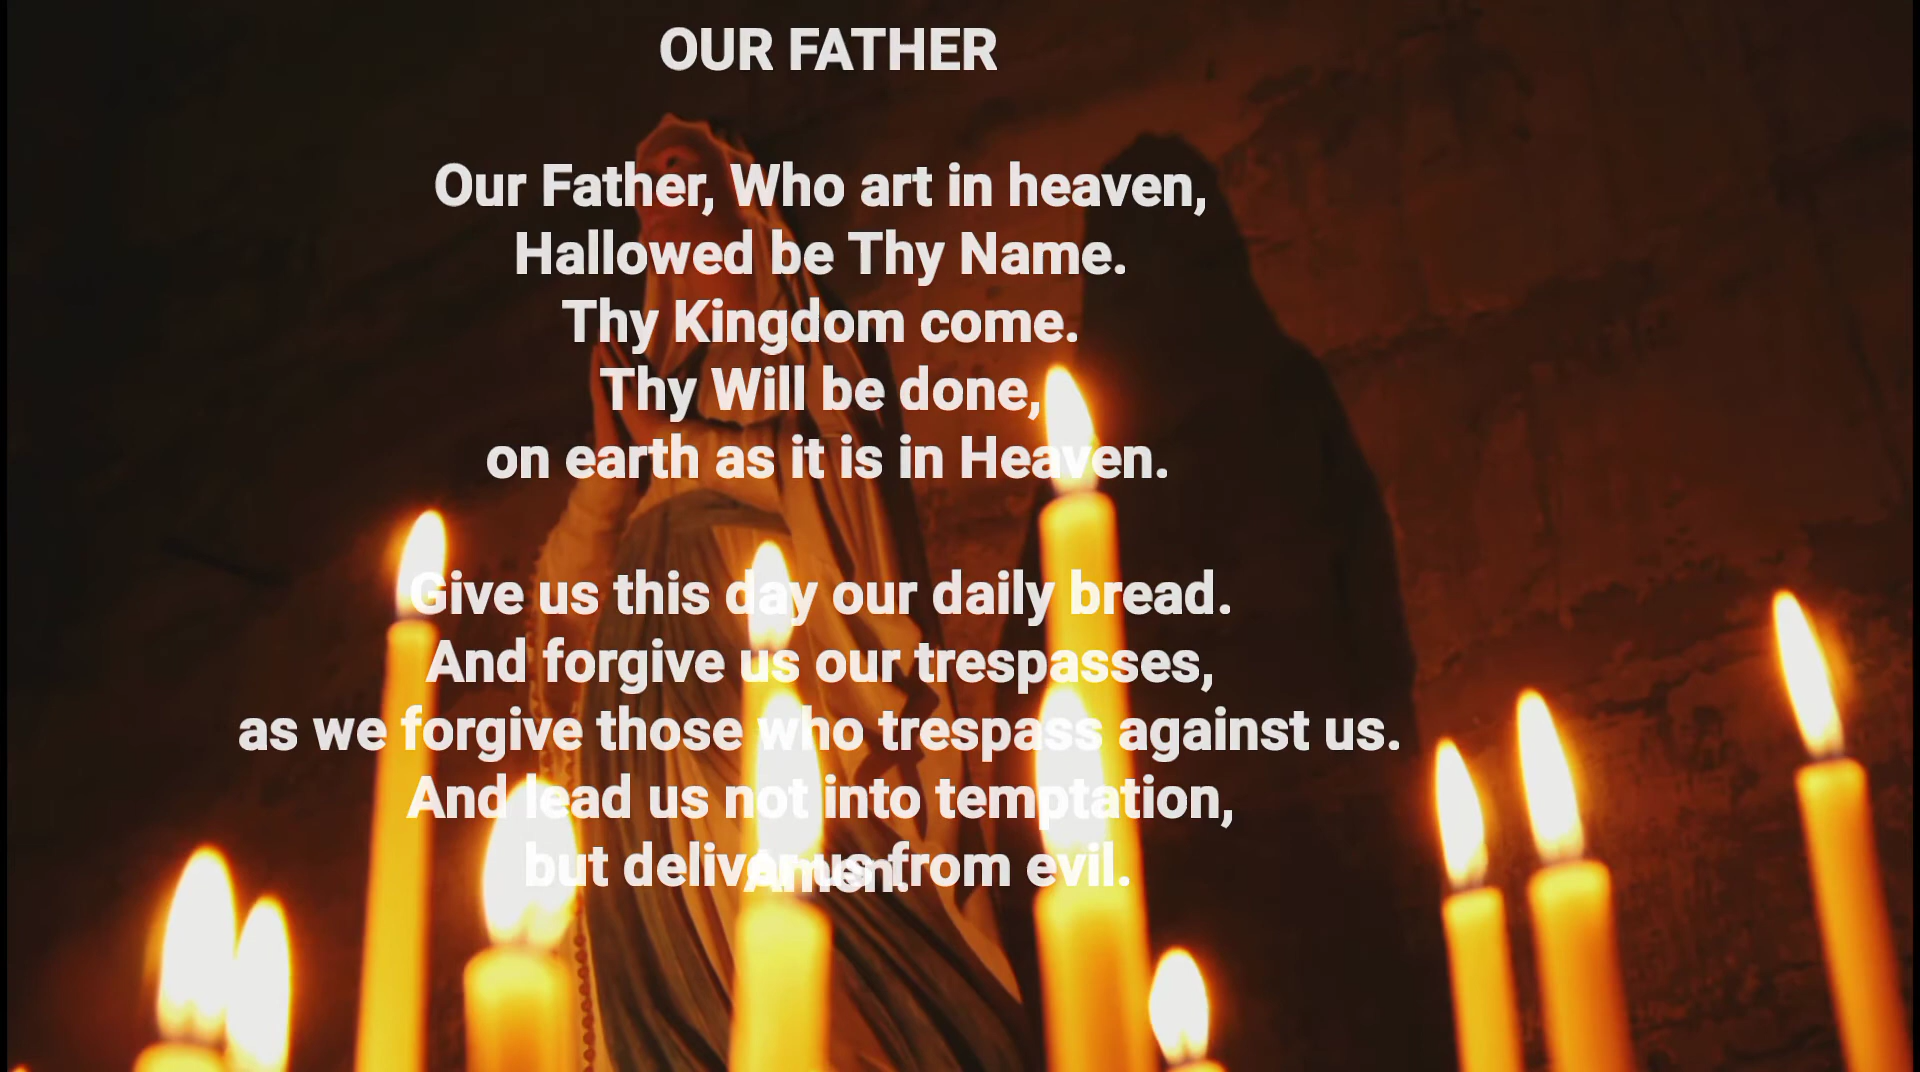 OUR FATHER
Our Father, Who art in heaven,
Hallowed be Thy Name.
Thy Kingdom come.
Thy Will be done,
on earth as it is in Heaven.
Give us this day our daily bread.
And forgive us our trespasses,
as we forgive those who trespass against us.
And lead us not into temptation,
but deliver us from evil.
Amen.